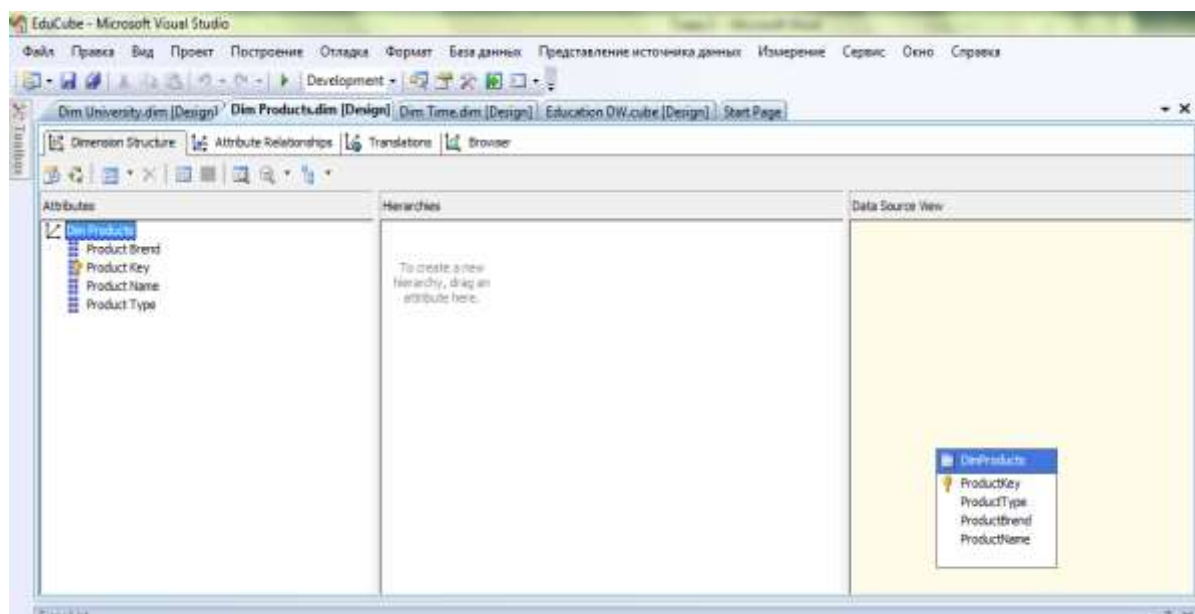 EduCube - Microsoft Visual Studio
Файл Правка Вид Проект Построение Отладка Формат База данных Представление источника данных Измерение Сервис Окно Справка
Development
Toolbox
Dim University.dim [Design] Dim Products.dim [Design] Dim Time.dim [Design] Education DW.cube [Design] Start Page
Dimension Structure Attribute Relationships Translations Browser
Attributes Hierarchies Data Source View
Dim Products
Product Brend
Product Key
Product Name
Product Type
To create a new
hierarchy, drag an
attribute here.
DimProducts
ProductKey
ProductType
ProductBrend
ProductName